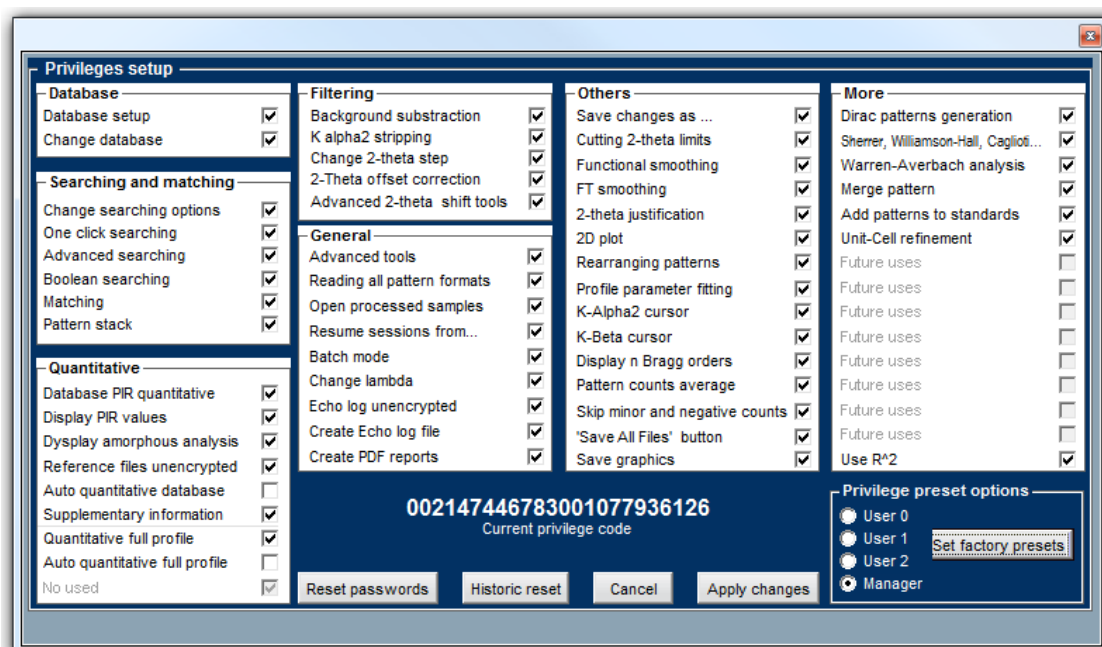 Privileges setup
Database
Database setup
Change database
Searching and matching
Change searching options
One click searching
Advanced searching
Boolean searching
Matching
Pattern stack
Quantitative
Database PIR quantitative
Display PIR values
Dysplay amorphous analysis
Reference files unencrypted
Auto quantitative database
Supplementary information
Quantitative full profile
Auto quantitative full profile
No used
Filtering
Background substraction
K alpha2 stripping
Change 2-theta step
2-Theta offset correction
Advanced 2-theta shift tools
General
Advanced tools
Reading all pattern formats
Open processed samples
Resume sessions from...
Batch mode
Change lambda
Echo log unencrypted
Create Echo log file
Create PDF reports
Others
Save changes as ...
Cutting 2-theta limits
Functional smoothing
FT smoothing
2-theta justification
2D plot
Rearranging patterns
Profile parameter fitting
K-Alpha2 cursor
K-Beta cursor
Display n Bragg orders
Pattern counts average
Skip minor and negative counts
'Save All Files' button
Save graphics
More
Dirac patterns generation
Sherrer, Williamson-Hall, Caglioti...
Warren-Averbach analysis
Merge pattern
Add patterns to standards
Unit-Cell refinement
Future uses
Future uses
Future uses
Future uses
Future uses
Future uses
Future uses
Future uses
Use R^2
002147446783001077936126
Current privilege code
Reset passwords
Historic reset
Cancel
Apply changes
Privilege preset options
User 0
User 1
User 2
Manager
Set factory presets